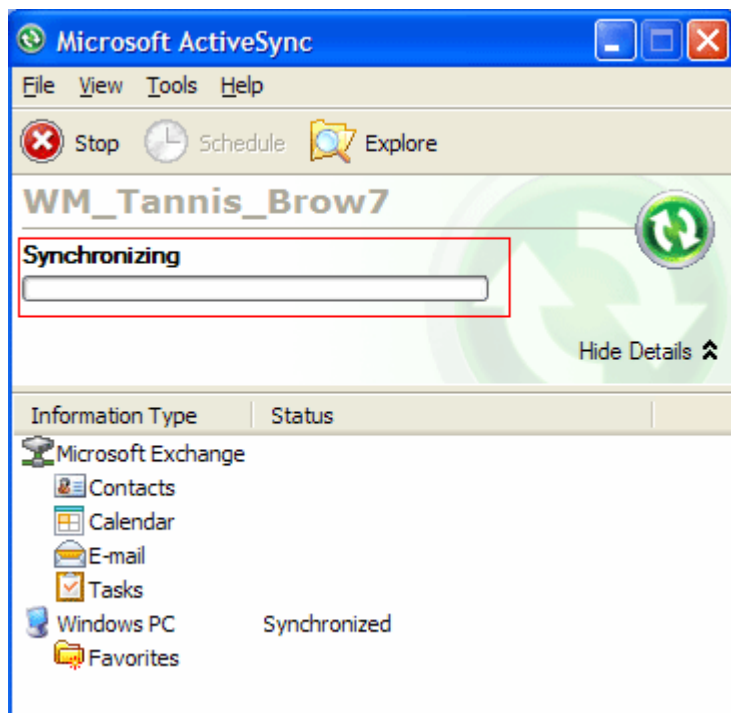 Microsoft ActiveSync
File View Tools Help
Stop Schedule Explore
WM_Tannis_Brow7
Synchronizing
Hide Details
Information Type Status
Microsoft Exchange
Contacts
Calendar
E-mail
Tasks
Windows PC Synchronized
Favorites